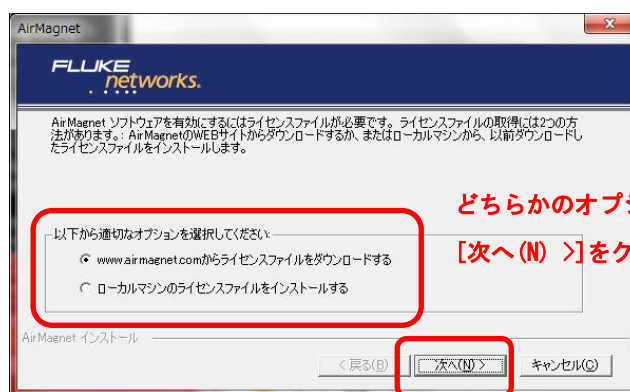 AirMagnet
FLUKE
networks.
AirMagnet ソフトウェアを有効にするにはライセンスファイルが必要です。ライセンスファイルの取得には2つの方
法があります。: AirMagnetのWEBサイトからダウンロードするか、またはローカルマシンから、以前ダウンロードし
たライセンスファイルをインストールします。
どちらかのオプシ
以下から適切なオプションを選択してください:
[次へ(N) >]をク
www.airmagnet.comからライセンスファイルをダウンロードする
ローカルマシンのライセンスファイルをインストールする
AirMagnet インストール
< 戻る(B)
次へ(N) >
キャンセル(C)